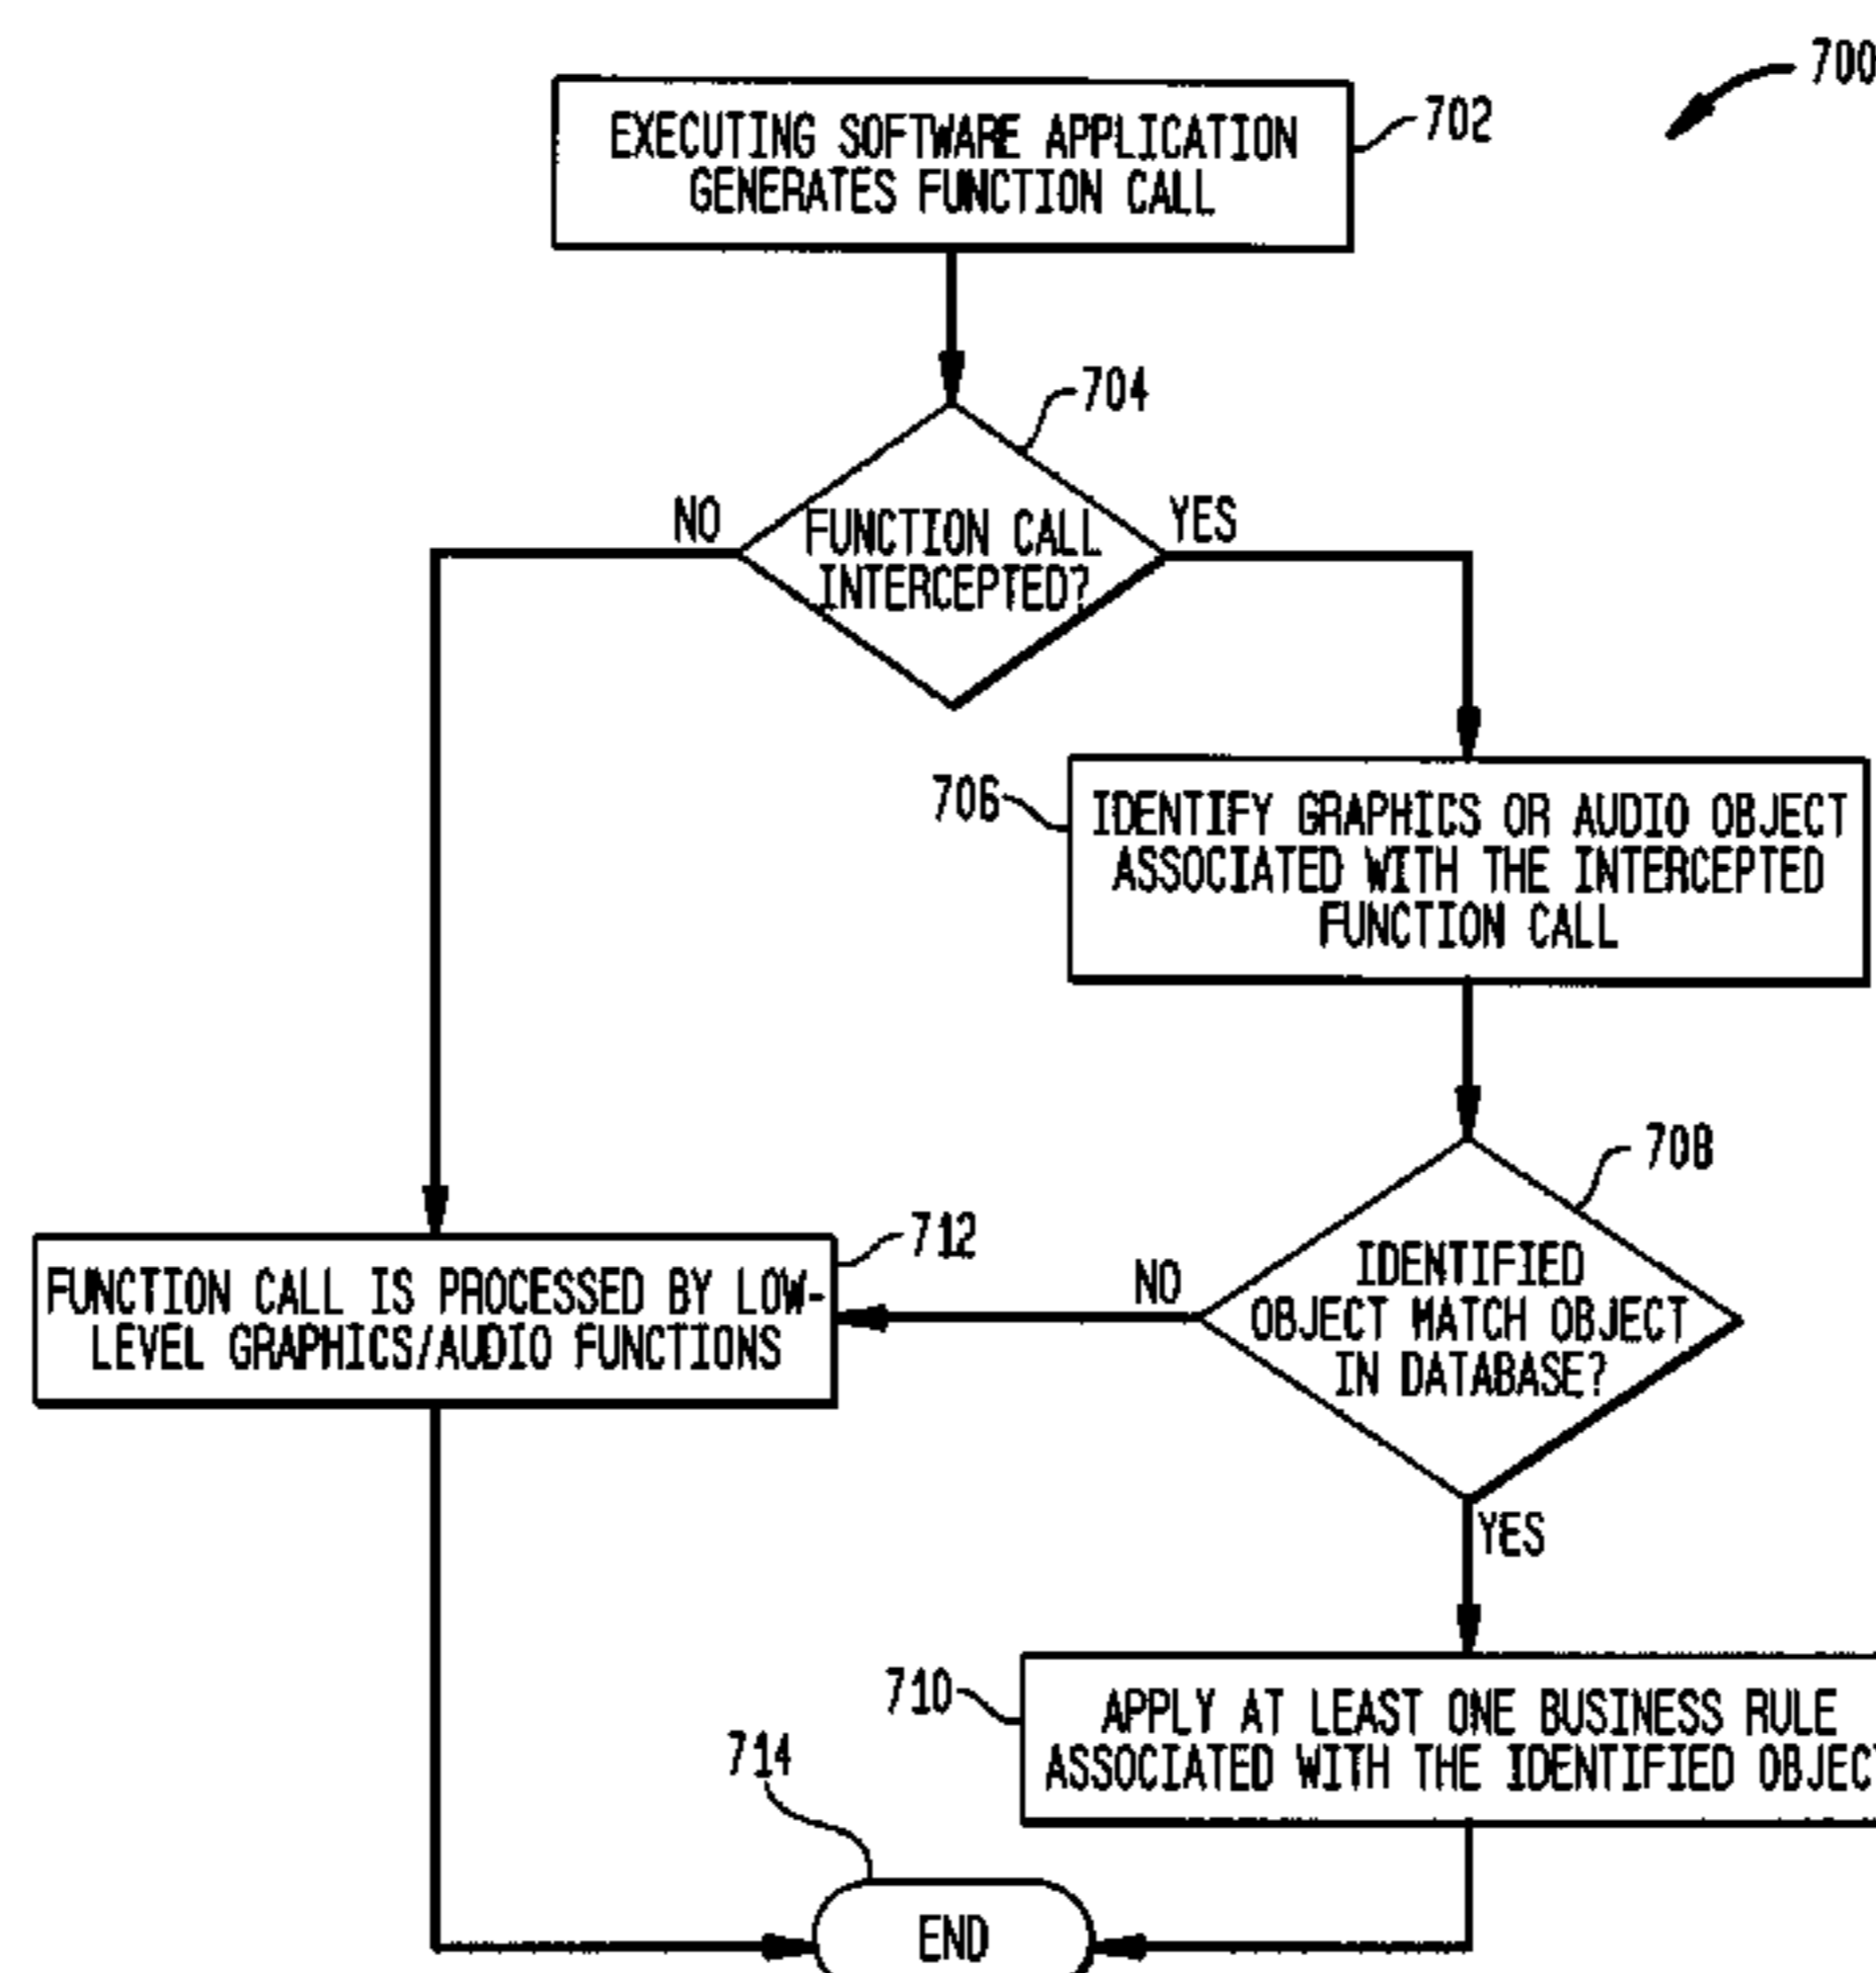 700
EXECUTING SOFTWARE APPLICATION
GENERATES FUNCTION CALL
702
704
NO
YES
FUNCTION CALL
INTERCEPTED?
706
IDENTIFY GRAPHICS OR AUDIO OBJECT
ASSOCIATED WITH THE INTERCEPTED
FUNCTION CALL
708
712
FUNCTION CALL IS PROCESSED BY LOW-
LEVEL GRAPHICS/AUDIO FUNCTIONS
NO
IDENTIFIED
OBJECT MATCH OBJECT
IN DATABASE?
YES
710
APPLY AT LEAST ONE BUSINESS RULE
ASSOCIATED WITH THE IDENTIFIED OBJECT
714
END